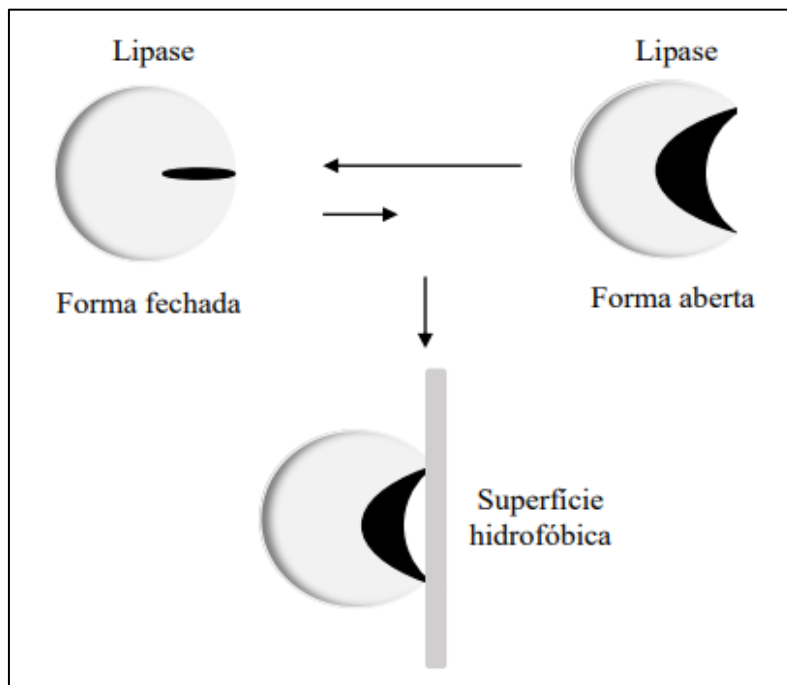 Lipase
Lipase
Forma fechada
Forma aberta
Superfície
hidrofóbica